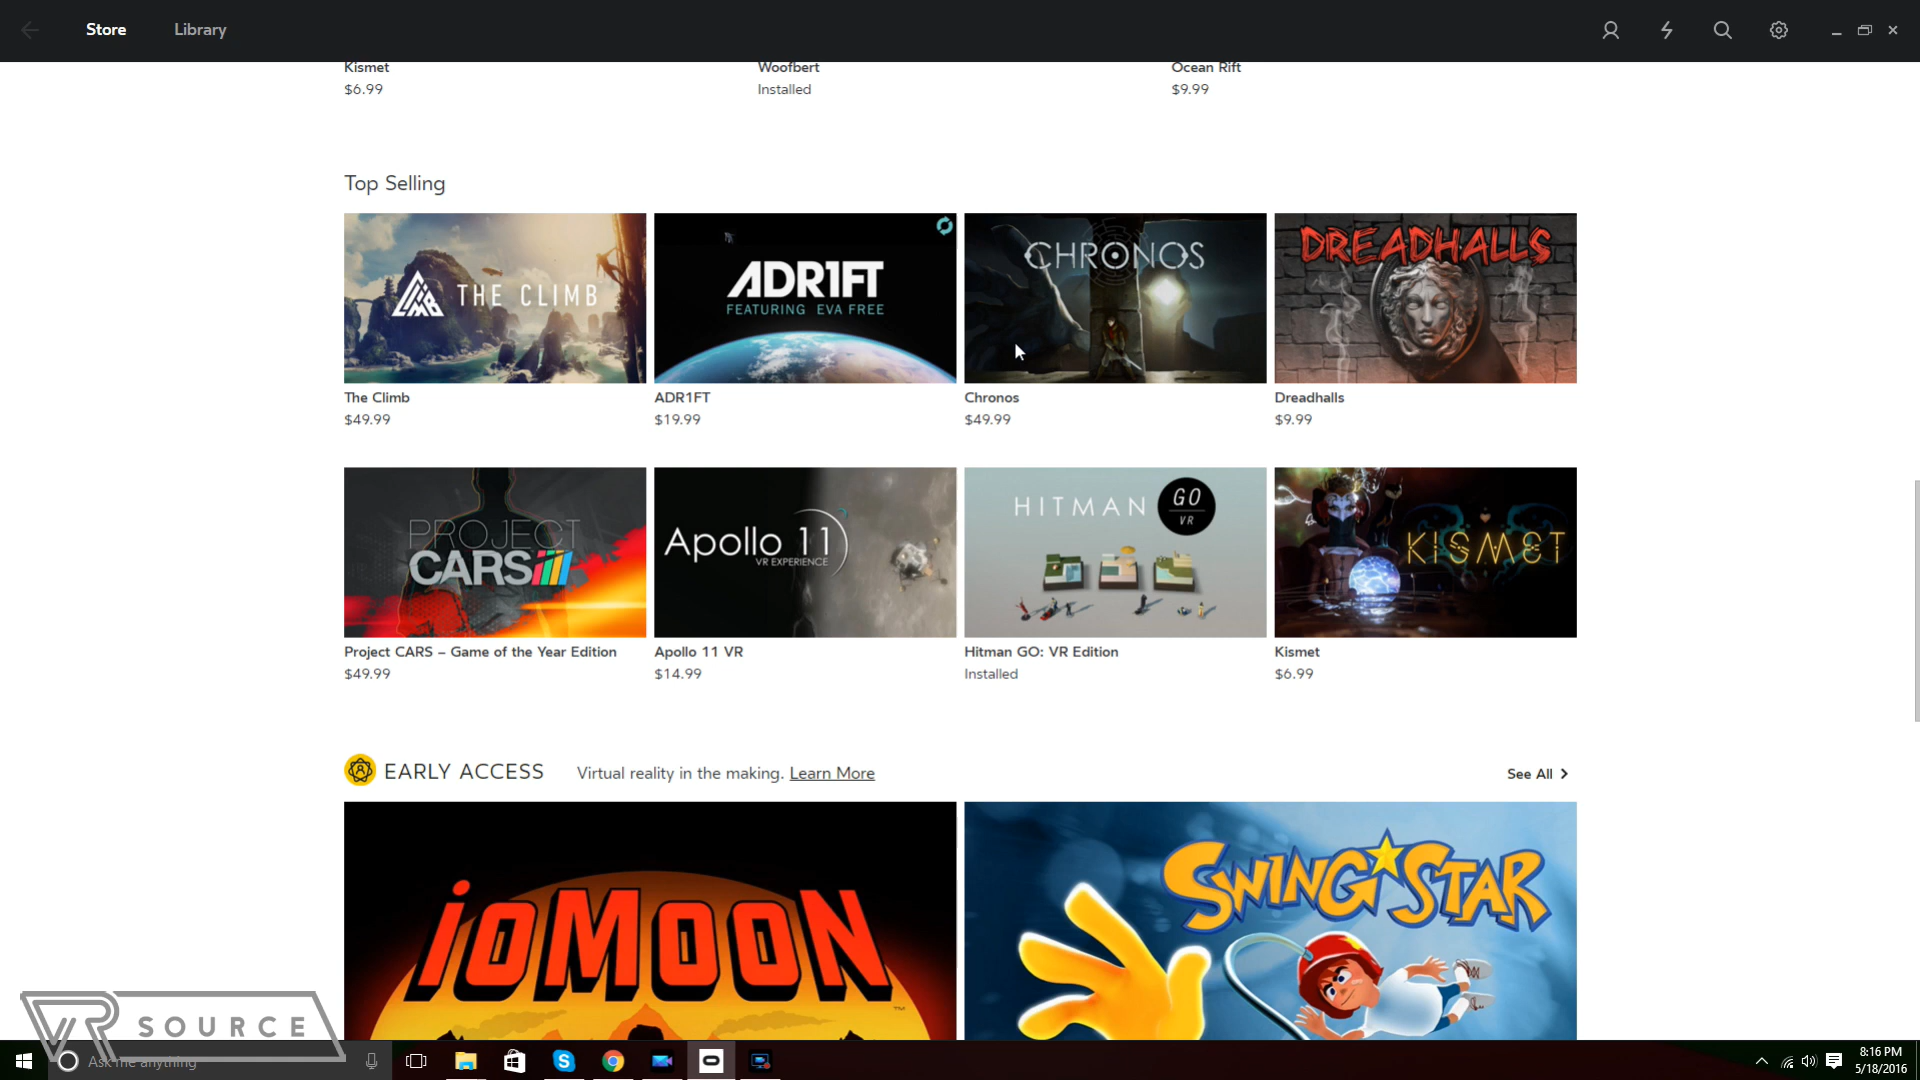 Store Library
Kismet Woofbert Ocean Rift
$6.99 Installed $9.99
Top Selling
THE CLIMB
ADR1FT
FEATURING EVA FREE
CHRONOS
DREADHALLS
The Climb ADR1FT Chronos Dreadhalls
$49.99 $19.99 $49.99 $9.99
PROJECT
CARS
Apollo 11
VR EXPERIENCE
HITMAN GO
VR
KISMET
Project CARS – Game of the Year Edition Apollo 11 VR Hitman GO: VR Edition Kismet
$49.99 $14.99 Installed $6.99
EARLY ACCESS Virtual reality in the making. Learn More See All
ioMoon™
SWING STAR
VR SOURCE
Ask me anything
8:16 PM
5/18/2016